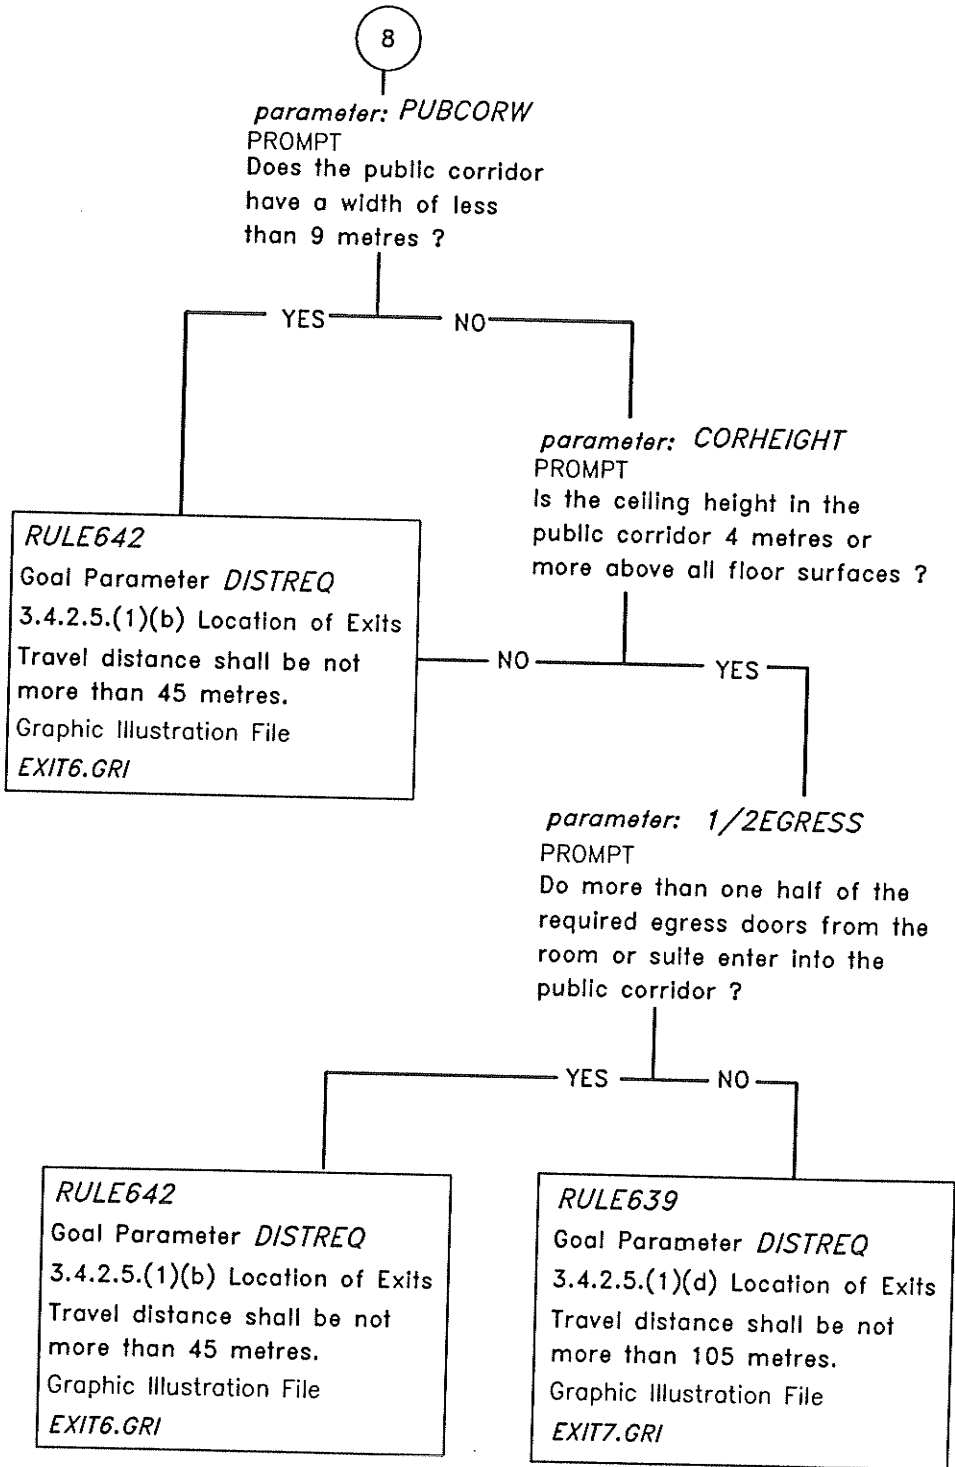 8
parameter: PUBCORW
PROMPT
Does the public corridor
have a width of less
than 9 metres ?
YES
NO
parameter: CORHEIGHT
PROMPT
Is the ceiling height in the
public corridor 4 metres or
more above all floor surfaces ?
RULE642
Goal Parameter DISTREQ
3.4.2.5.(1)(b) Location of Exits
Travel distance shall be not
more than 45 metres.
Graphic Illustration File
EXIT6.GRI
NO
YES
parameter: 1/2EGRESS
PROMPT
Do more than one half of the
required egress doors from the
room or suite enter into the
public corridor ?
YES
NO
RULE642
Goal Parameter DISTREQ
3.4.2.5.(1)(b) Location of Exits
Travel distance shall be not
more than 45 metres.
Graphic Illustration File
EXIT6.GRI
RULE639
Goal Parameter DISTREQ
3.4.2.5.(1)(d) Location of Exits
Travel distance shall be not
more than 105 metres.
Graphic Illustration File
EXIT7.GRI